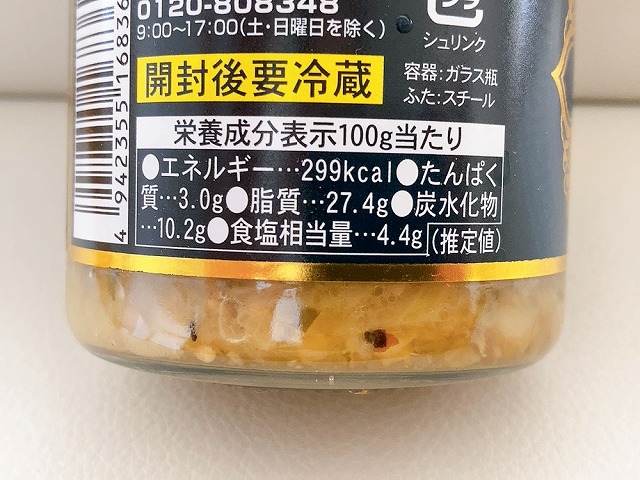 0120-808348
9:00~17:00(土・日曜日を除く)
シュリンク
開封後要冷蔵
容器:ガラス瓶
ふた:スチール
栄養成分表示100g当たり
●エネルギー…299kcal●たんぱく
質…3.0g●脂質…27.4g●炭水化物
…10.2g●食塩相当量…4.4g(推定値)
4 942355 16836